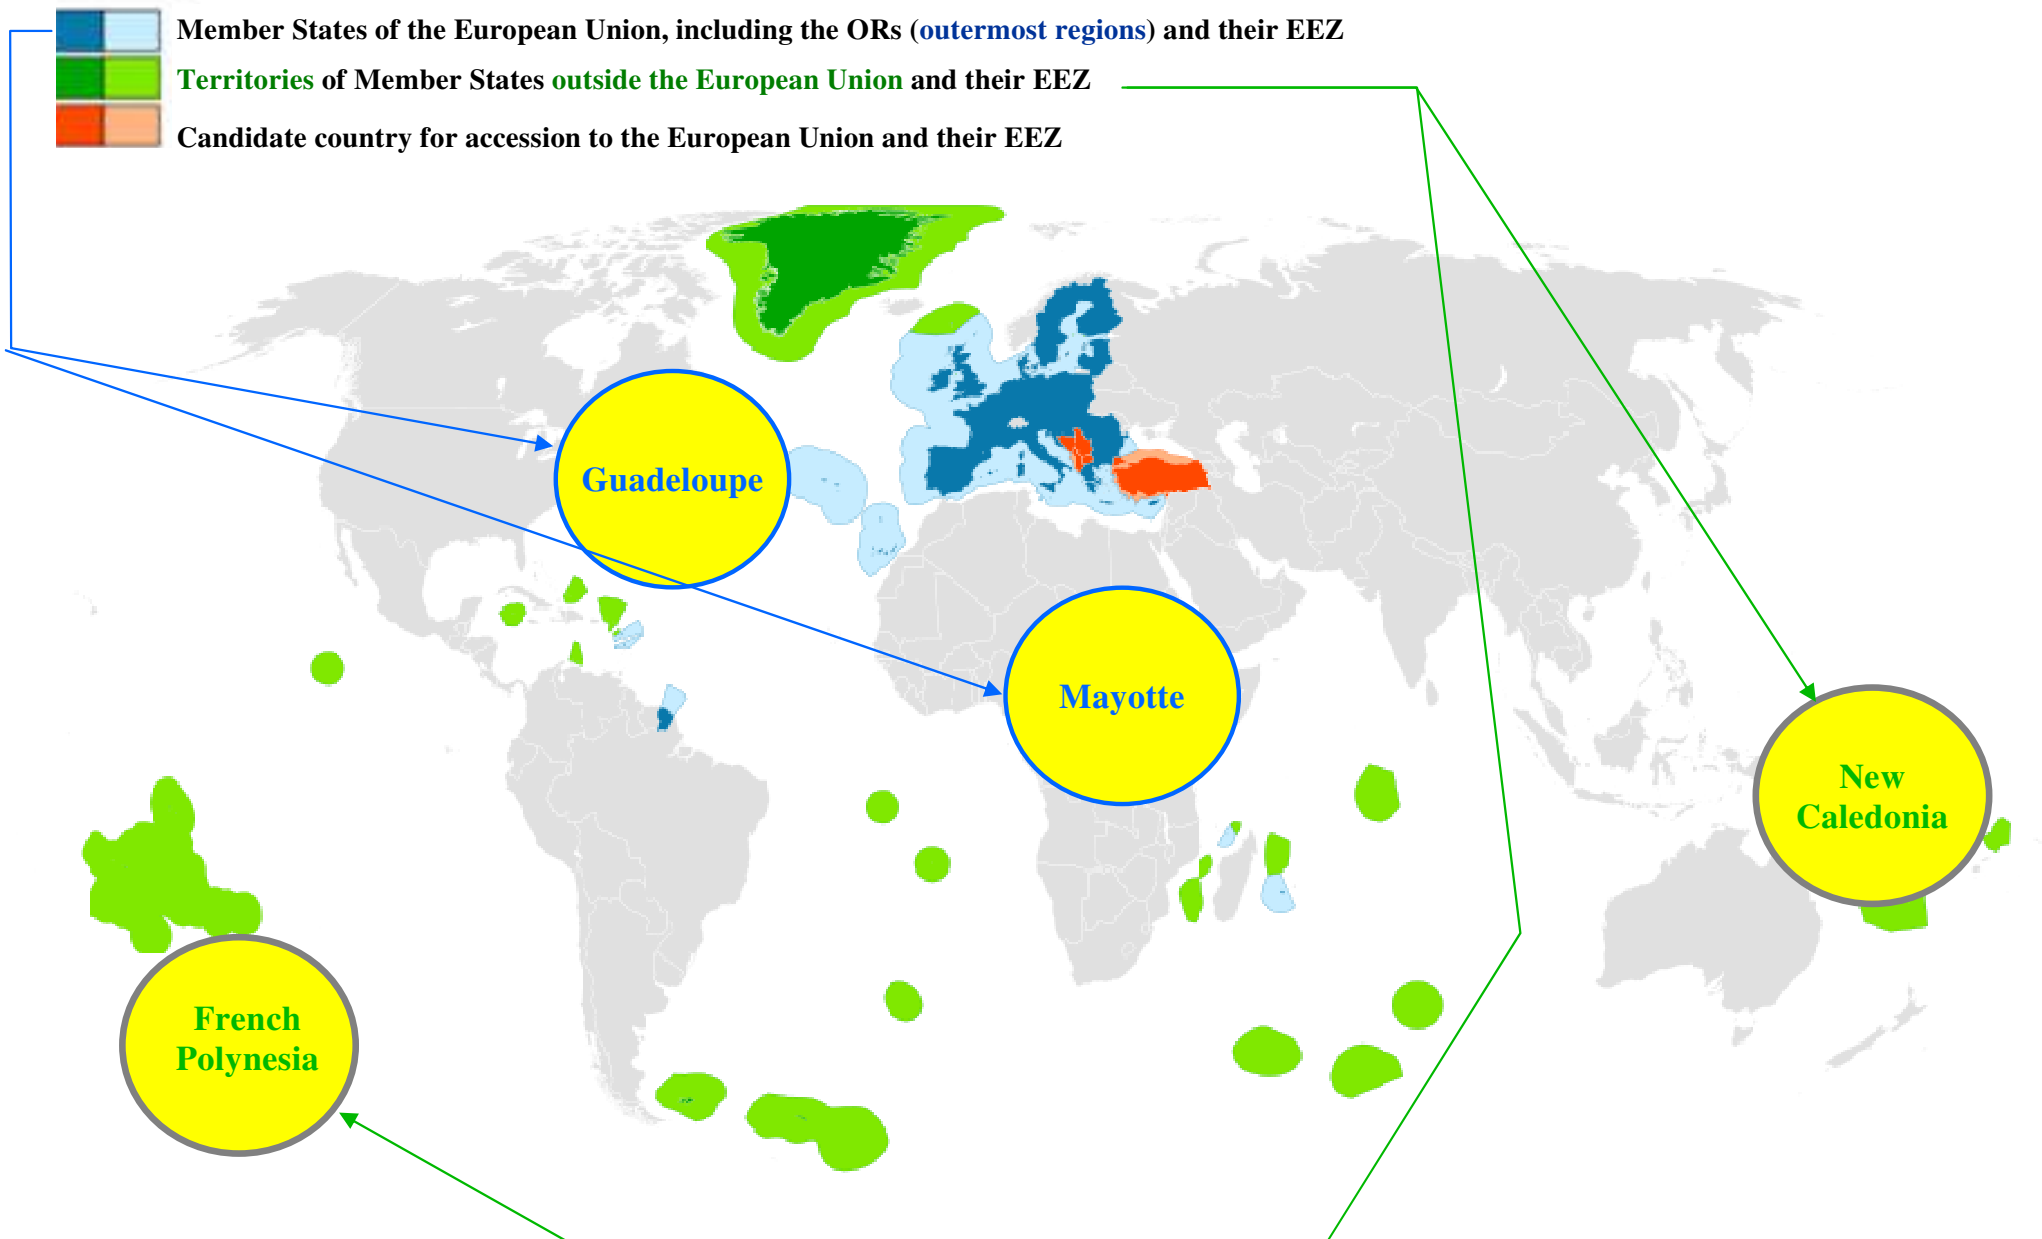 Member States of the European Union, including the ORs (outermost regions) and their EEZ
Territories of Member States outside the European Union and their EEZ
Candidate country for accession to the European Union and their EEZ
Guadeloupe
Mayotte
New
Caledonia
French
Polynesia